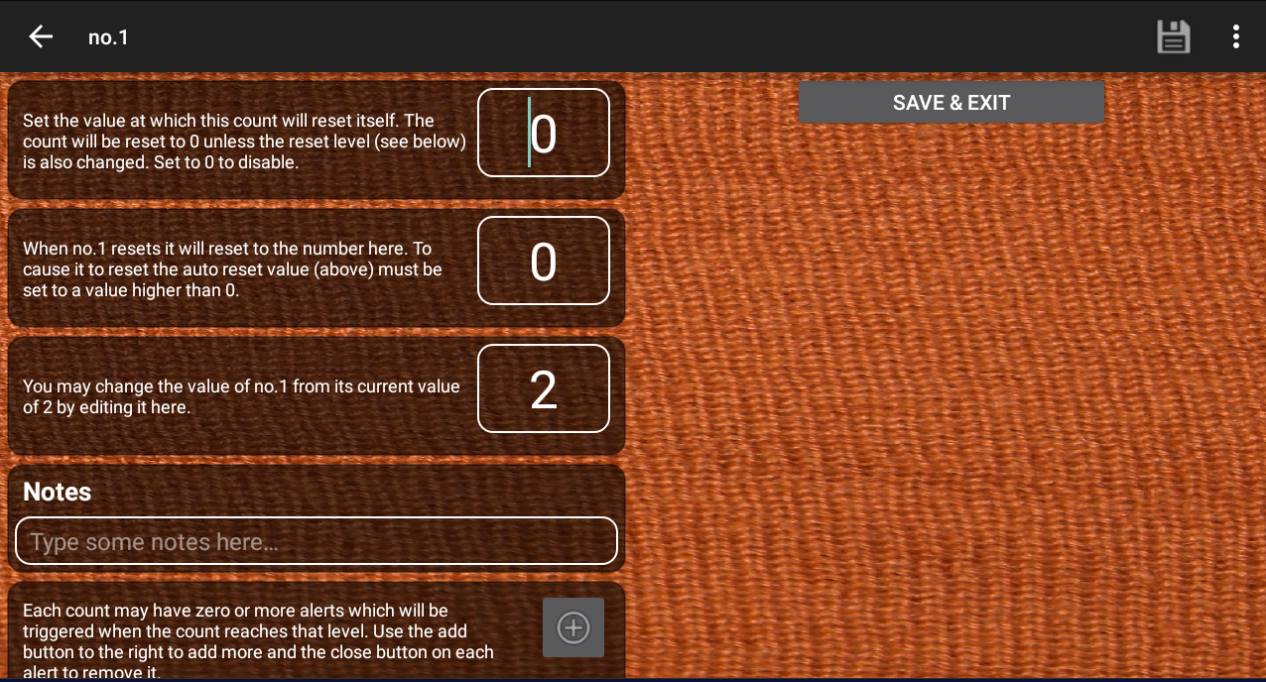 no.1
SAVE & EXIT
Set the value at which this count will reset itself. The
count will be reset to 0 unless the reset level (see below)
is also changed. Set to 0 to disable.
0
When no.1 resets it will reset to the number here. To
cause it to reset the auto reset value (above) must be
set to a value higher than 0.
0
You may change the value of no.1 from its current value
of 2 by editing it here.
2
Notes
Type some notes here...
Each count may have zero or more alerts which will be
triggered when the count reaches that level. Use the add
button to the right to add more and the close button on each
alert to remove it.